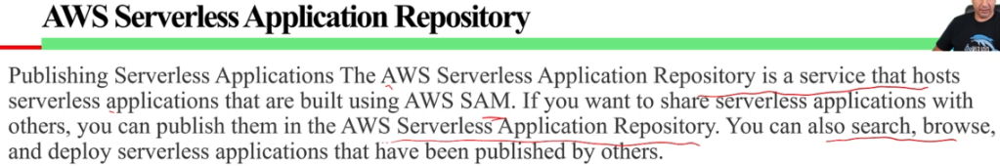 AWS Serverless Application Repository
Publishing Serverless Applications The AWS Serverless Application Repository is a service that hosts
serverless applications that are built using AWS SAM. If you want to share serverless applications with
others, you can publish them in the AWS Serverless Application Repository. You can also search, browse,
and deploy serverless applications that have been published by others.